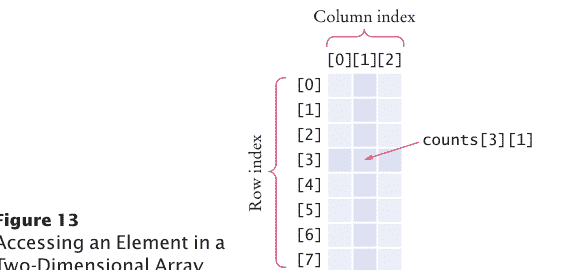 Column index
[0][1][2]
[0]
[1]
[2]
[3]
[4]
[5]
[6]
[7]
Row index
counts[3][1]
Figure 13
Accessing an Element in a
Two-Dimensional Array